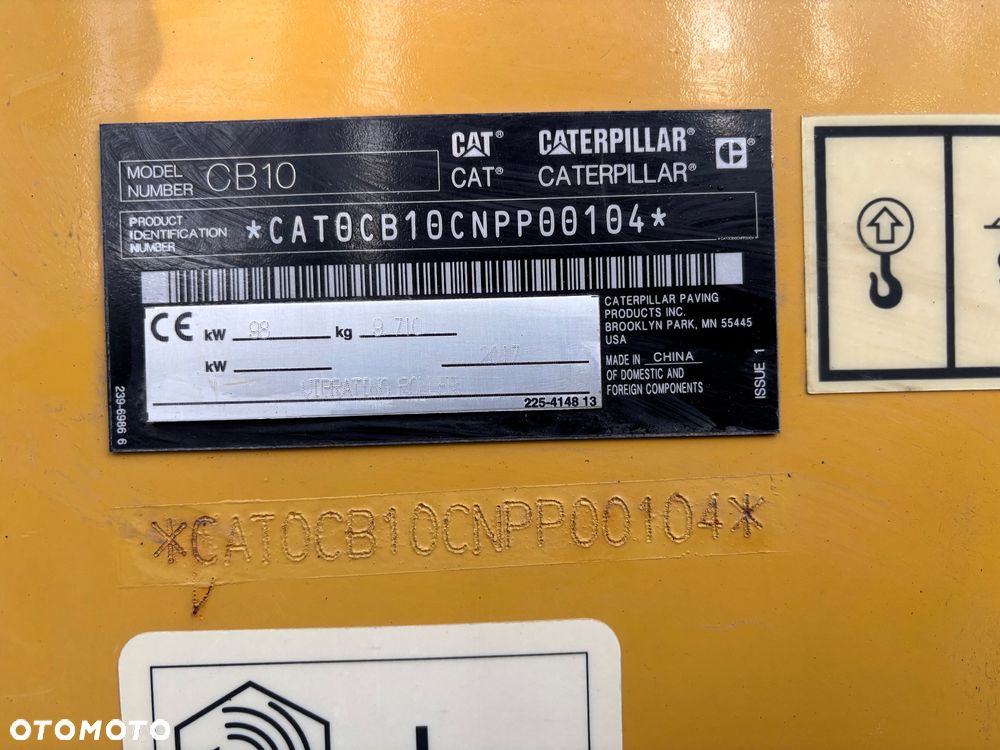 CAT® CATERPILLAR®
CAT® CATERPILLAR®
MODEL NUMBER CB10
PRODUCT IDENTIFICATION NUMBER *CAT0CB10CNPP00104*
CE kW 98 kg 9 710
kW 2017
VIBRATING ROLLER
225-4148 13
CATERPILLAR PAVING
PRODUCTS INC.
BROOKLYN PARK, MN 55445
USA
MADE IN CHINA
OF DOMESTIC AND
FOREIGN COMPONENTS
ISSUE 1
239-6986 6
*CAT0CB10CNPP00104*
OTOMOTO